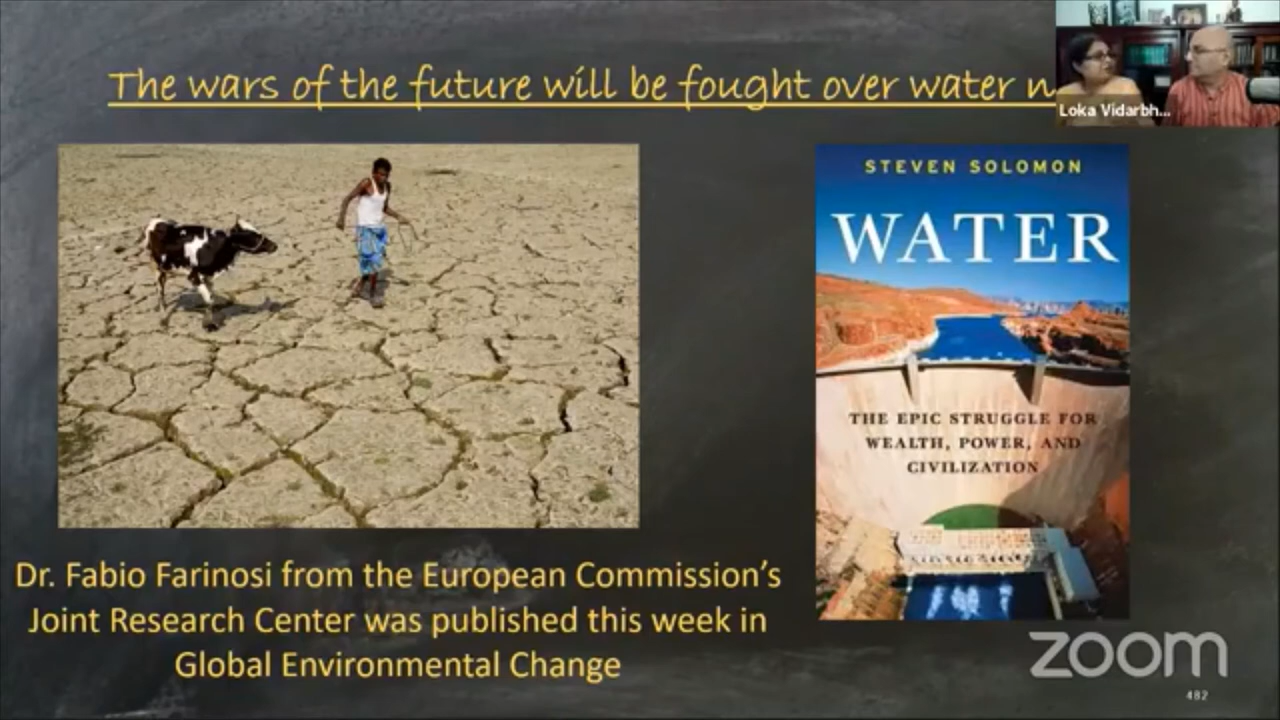 The wars of the future will be fought over water n
Loka Vidarbh...
STEVEN SOLOMON
WATER
THE EPIC STRUGGLE FOR
WEALTH, POWER, AND
CIVILIZATION
Dr. Fabio Farinosi from the European Commission's
Joint Research Center was published this week in
Global Environmental Change
zoom
482